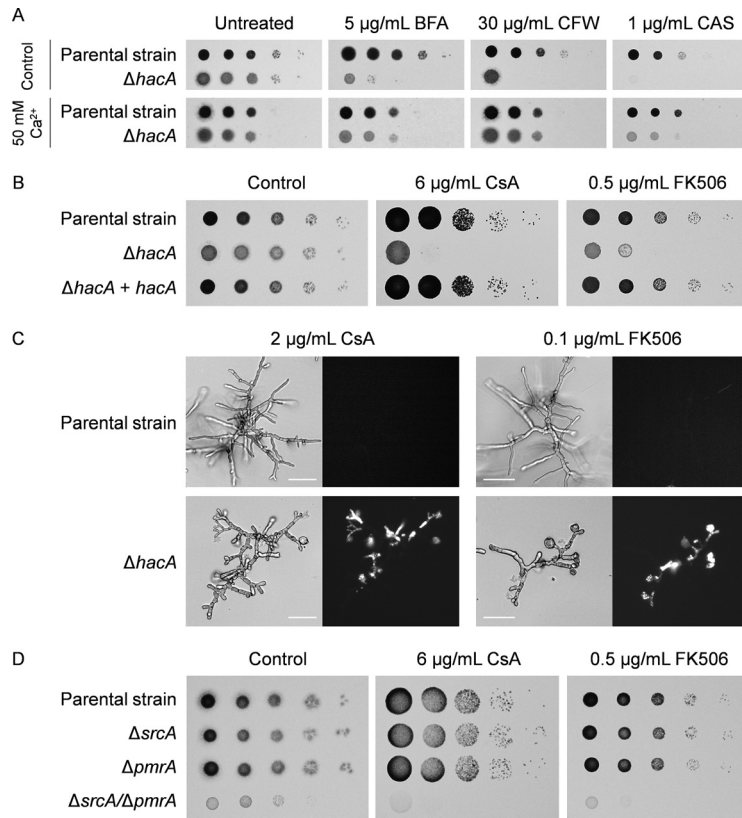 A
Untreated 5 µg/mL BFA 30 µg/mL CFW 1 µg/mL CAS
Control
Parental strain
ΔhacA
50 mM Ca²⁺
Parental strain
ΔhacA
B
Control 6 µg/mL CsA 0.5 µg/mL FK506
Parental strain
ΔhacA
ΔhacA + hacA
C
2 µg/mL CsA 0.1 µg/mL FK506
Parental strain
ΔhacA
D
Control 6 µg/mL CsA 0.5 µg/mL FK506
Parental strain
ΔsrcA
ΔpmrA
ΔsrcA/ΔpmrA